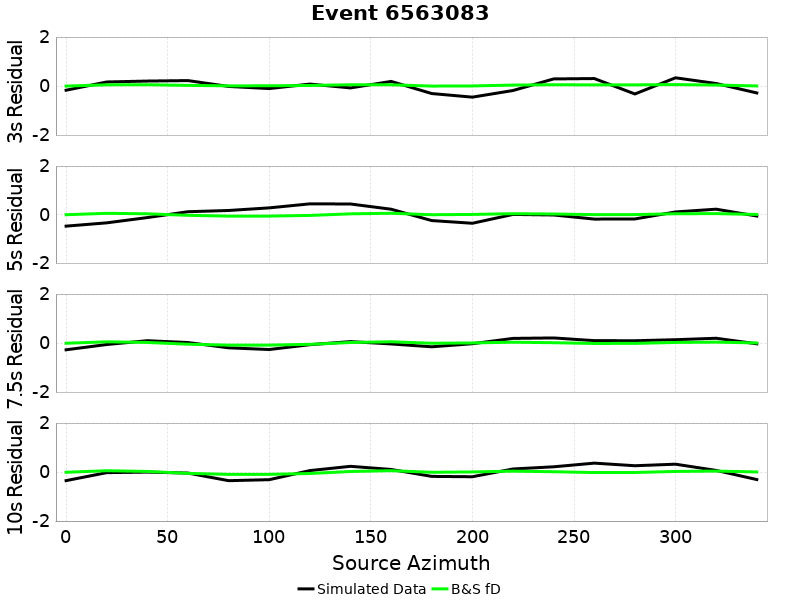 Event 6563083
3s Residual
2
0
-2
5s Residual
2
0
-2
7.5s Residual
2
0
-2
10s Residual
2
0
-2
0 50 100 150 200 250 300
Source Azimuth
Simulated Data B&S fD